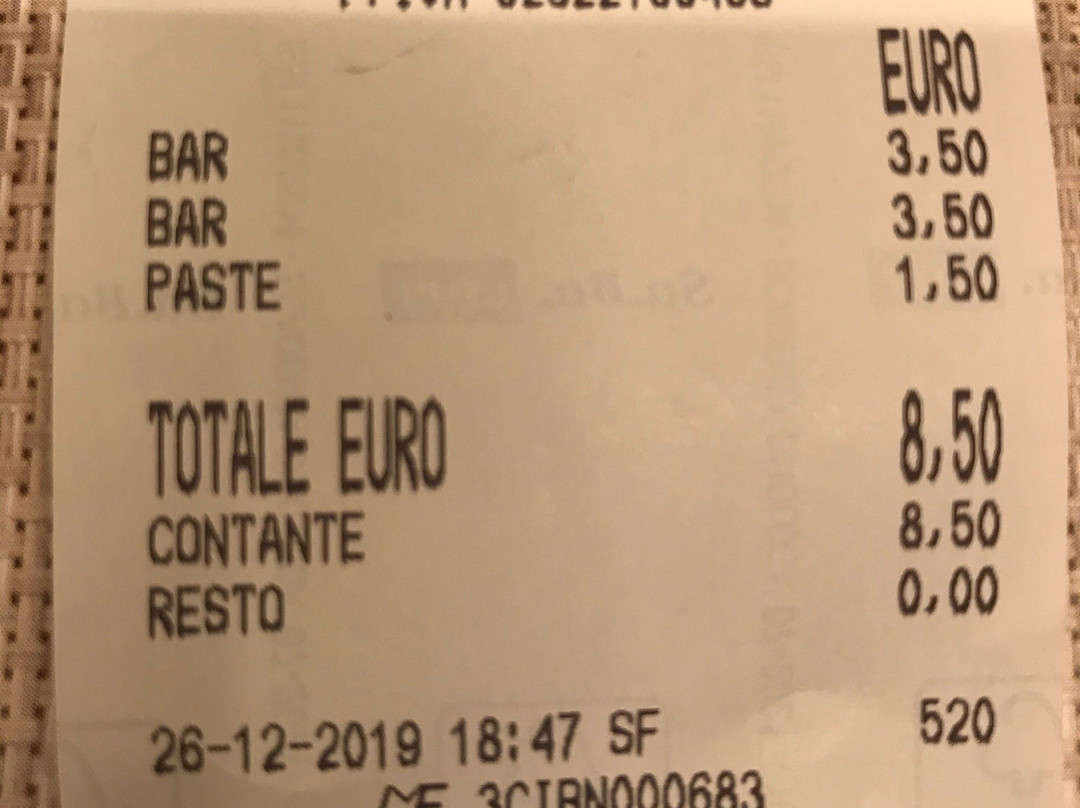 EURO
BAR 3,50
BAR 3,50
PASTE 1,50
TOTALE EURO 8,50
CONTANTE 8,50
RESTO 0,00
26-12-2019 18:47 SF 520
3CIBN000683